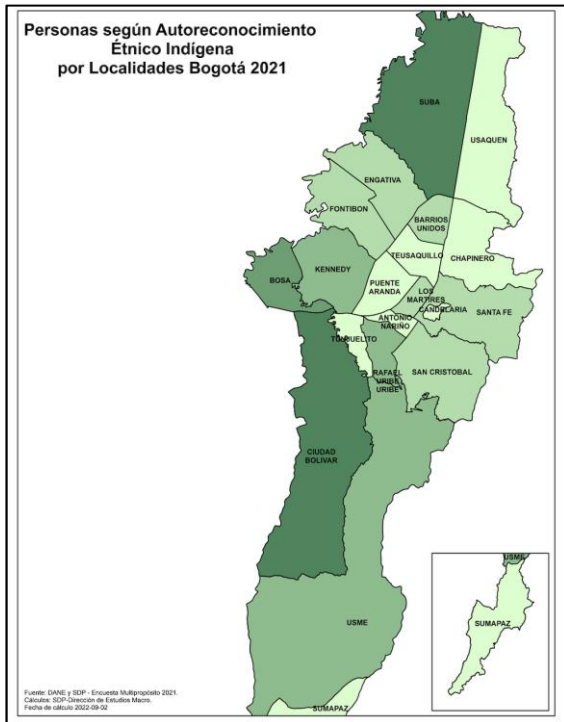 Personas según Autoreconocimiento
Étnico Indígena
por Localidades Bogotá 2021
SUBA
USAQUEN
ENGATIVA
FONTIBON
BARRIOS
UNIDOS
TEUSAQUILLO
CHAPINERO
KENNEDY
BOSA
PUENTE
ARANDA
LOS
MARTIRES
CANDELARIA
SANTA FE
ANTONIO
NARIÑO
TUNJUELITO
SAN CRISTOBAL
RAFAEL
URIBE
URIBE
CIUDAD
BOLIVAR
USME
SUMAPAZ
USME
SUMAPAZ
Fuente: DANE y SDP - Encuesta Multipropósito 2021.
Cálculos: SDP-Dirección de Estudios Macro.
Fecha de cálculo 2022-09-02